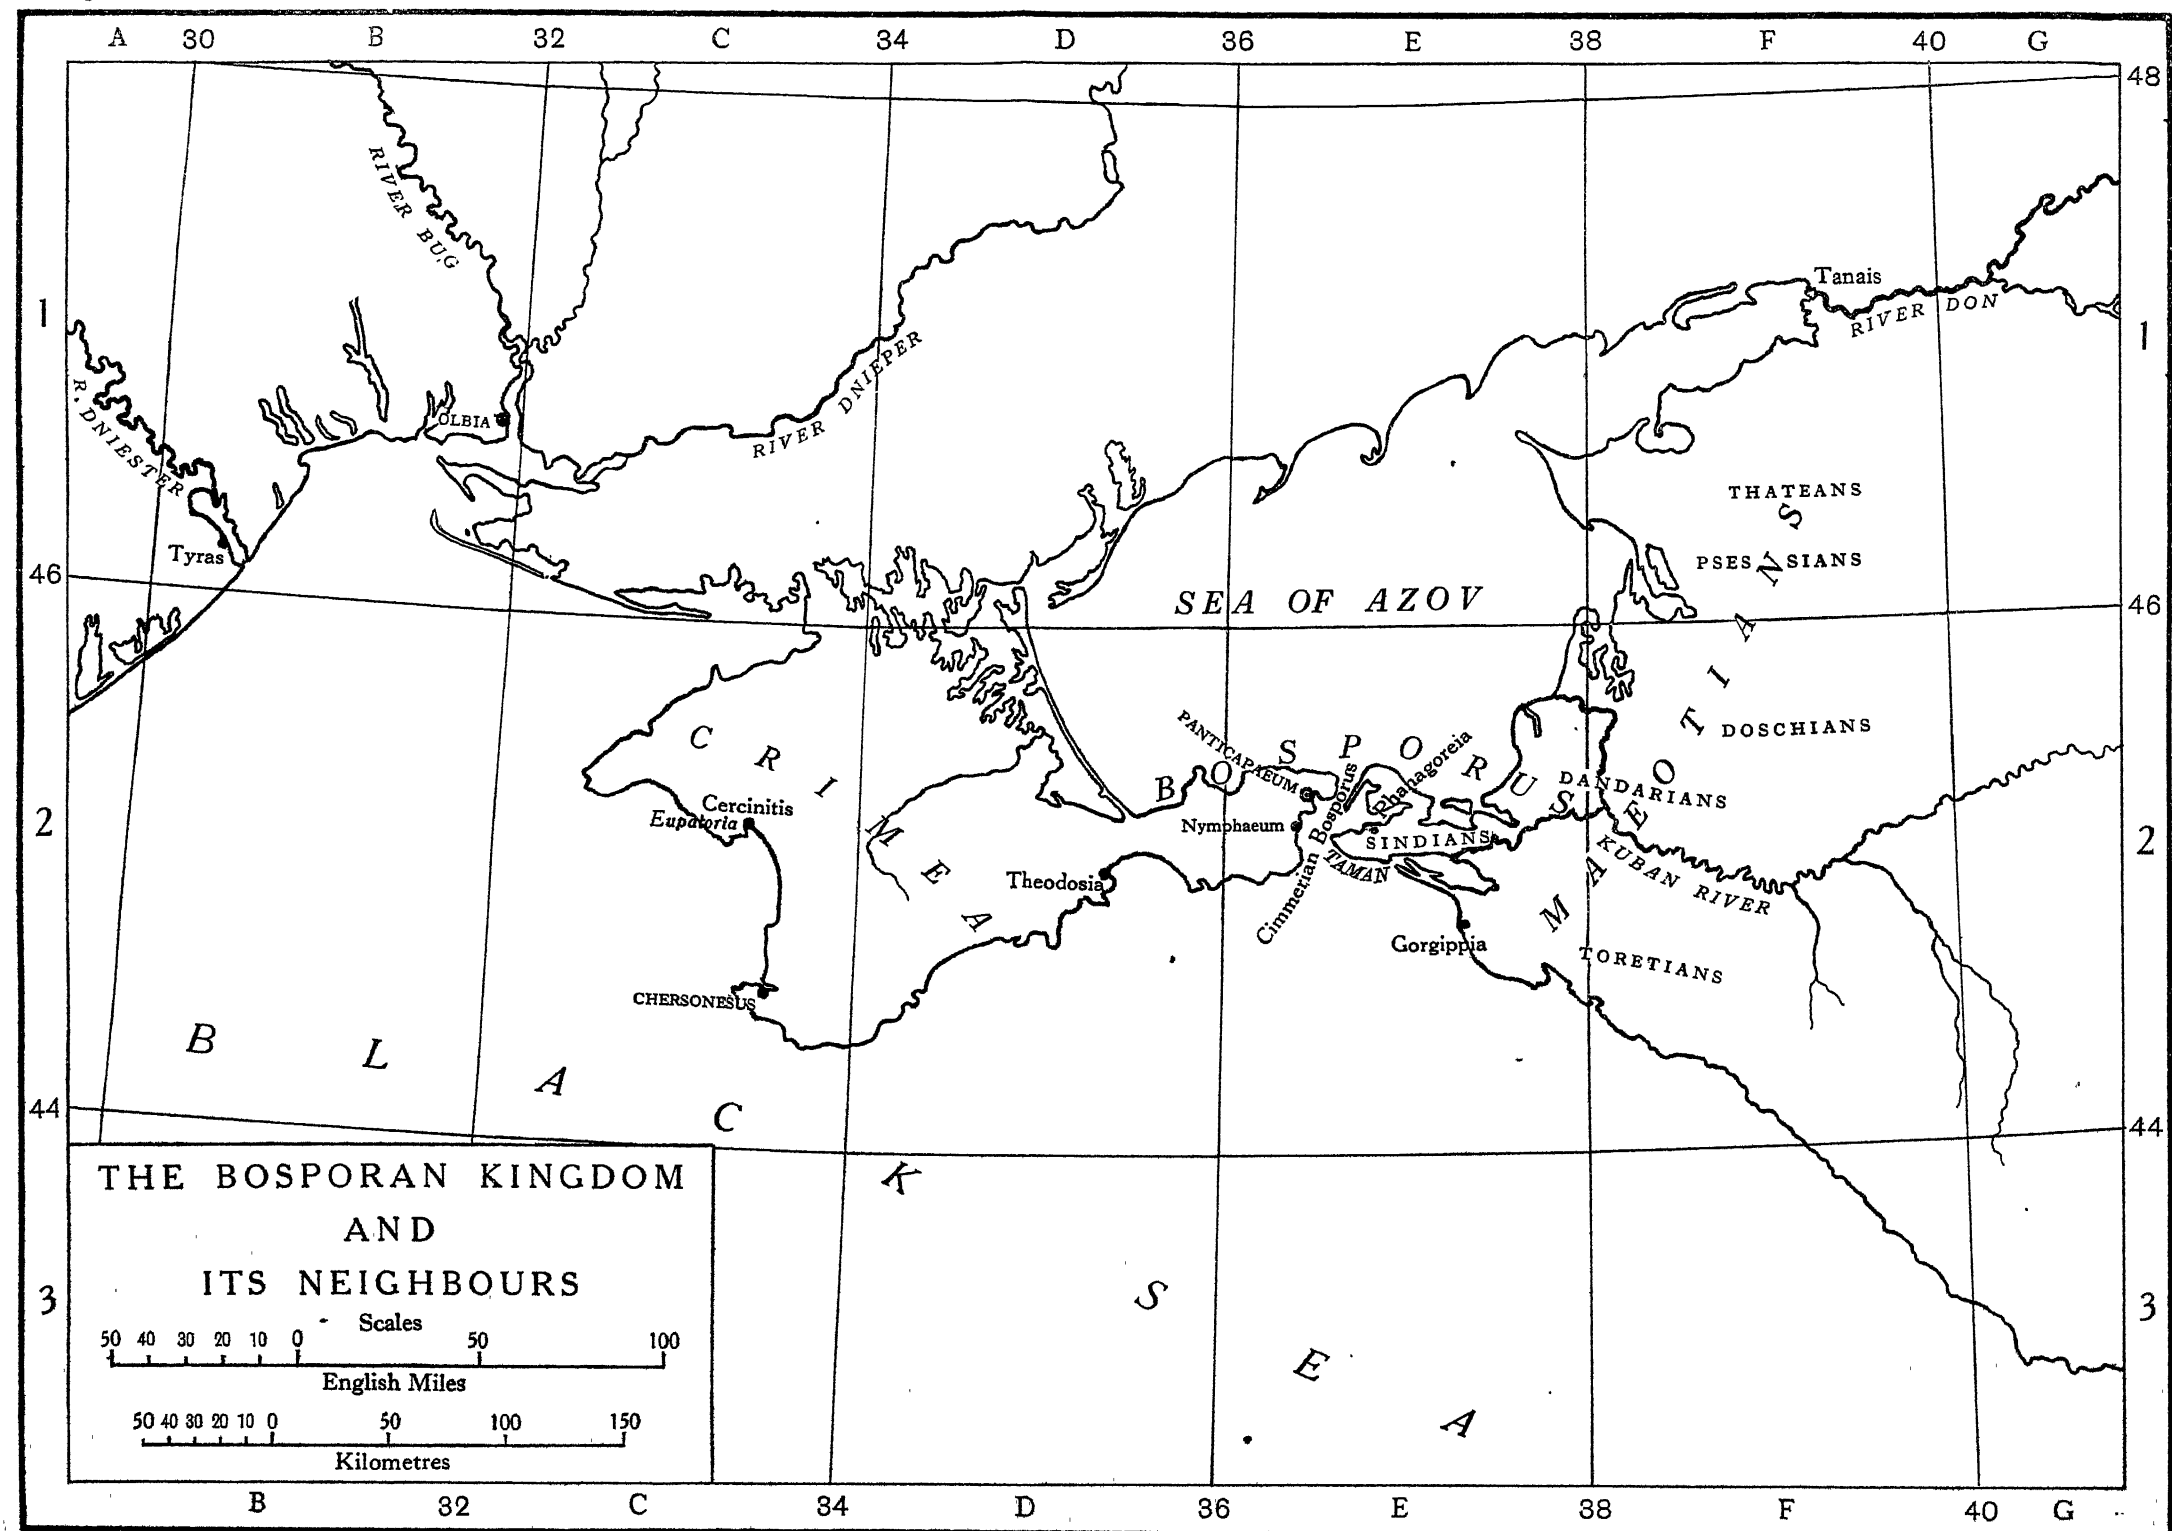 A 30 B 32 C 34 D 36 E 38 F 40 G
48
RIVER BUG
Tanais
RIVER DON
1
1
R. DNIESTER
RIVER DNIEPER
OLBIA
THATEANS
Tyras
PSESSIANS
46
SEA OF AZOV
46
MAEOTIANS
DOSCHIANS
CRIMEA
PANTICAPAEUM
BOSPORUS
Phanagoreia
DANDARIANS
Cercinitis
Eupatoria
2
Nymphaeum
Cimmerian Bosporus
SINDIANS
2
TAMAN
KUBAN RIVER
Theodosia
Gorgippia
TORETIANS
CHERSONESUS
BLACK SEA
44
44
THE BOSPORAN KINGDOM
AND
ITS NEIGHBOURS
3
3
Scales
50 40 30 20 10 0 50 100
English Miles
50 40 30 20 10 0 50 100 150
Kilometres
B 32 C 34 D 36 E 38 F 40 G